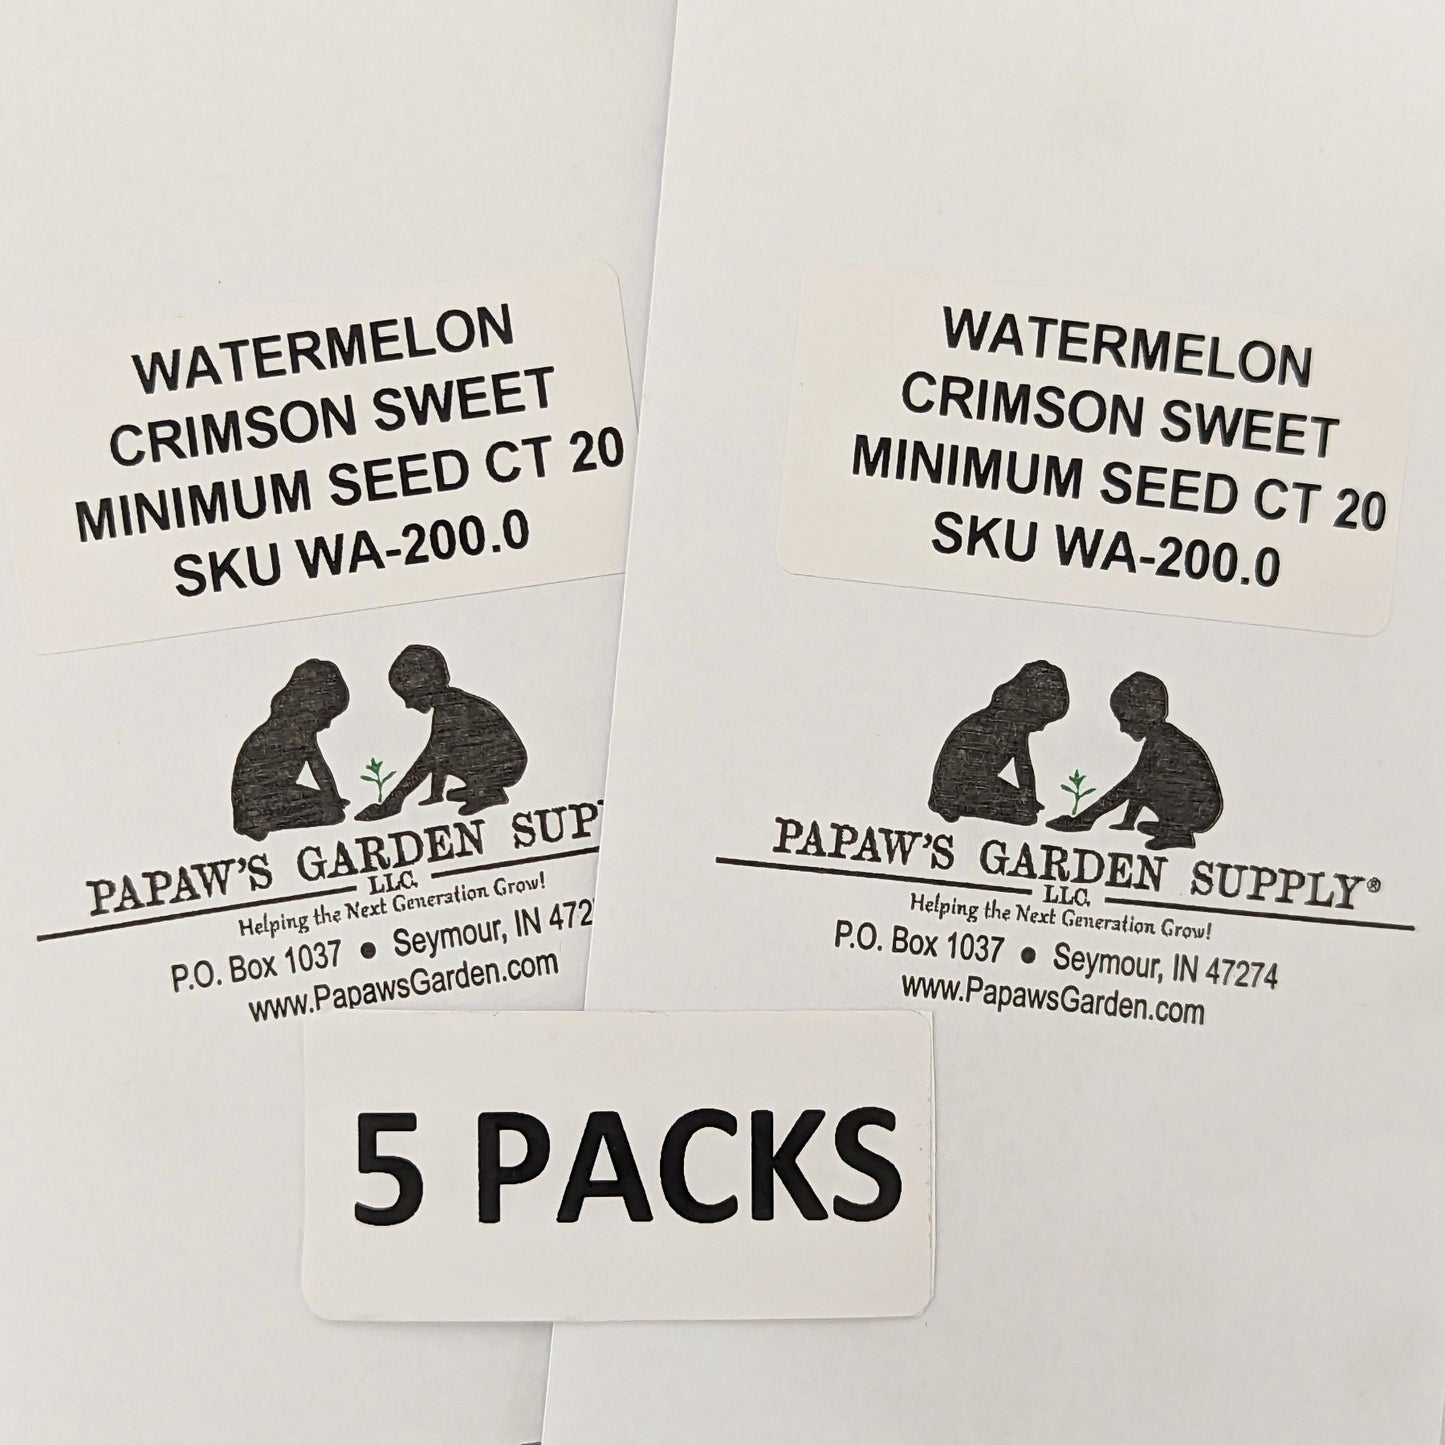 WATERMELON
CRIMSON SWEET
MINIMUM SEED CT 20
SKU WA-200.0
PAPAW'S GARDEN SUP
LLC.
Helping the Next Generation Grow!
P.O. Box 1037 ● Seymour, IN 472
www.PapawsGarden.com
WATERMELON
CRIMSON SWEET
MINIMUM SEED CT 20
SKU WA-200.0
PAPAW'S GARDEN SUPPLY®
LLC.
Helping the Next Generation Grow!
P.O. Box 1037 ● Seymour, IN 47274
www.PapawsGarden.com
5 PACKS